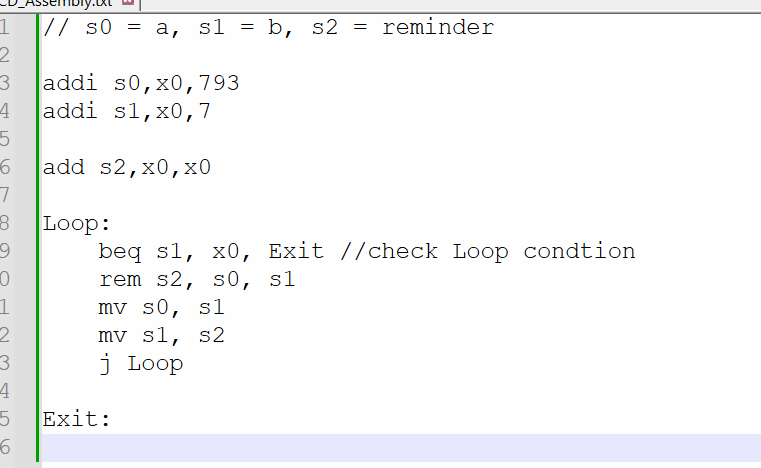 CD_Assembly.txt
1 // s0 = a, s1 = b, s2 = reminder
2
3 addi s0,x0,793
4 addi s1,x0,7
5
6 add s2,x0,x0
7
8 Loop:
9 beq s1, x0, Exit //check Loop condtion
0 rem s2, s0, s1
1 mv s0, s1
2 mv s1, s2
3 j Loop
4
5 Exit:
6